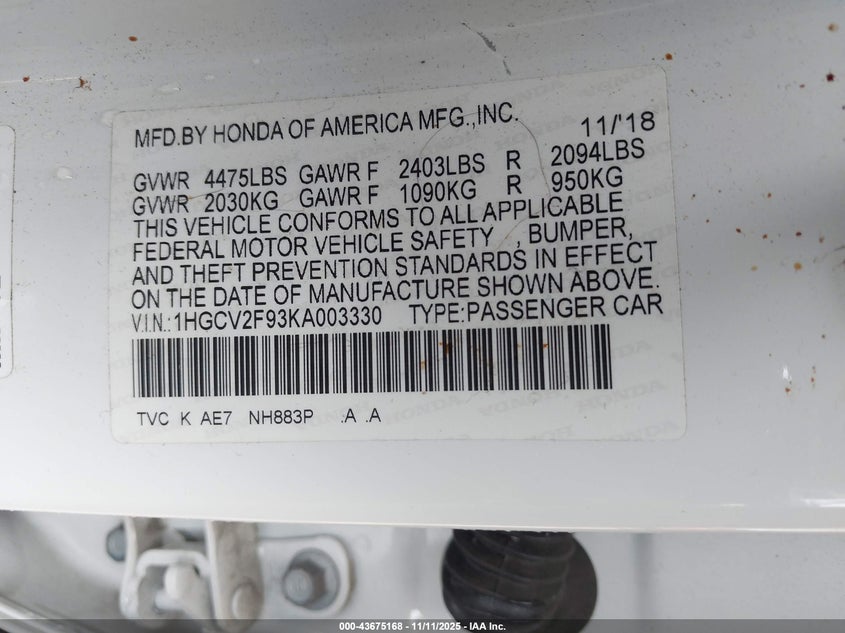 MFD.BY HONDA OF AMERICA MFG.,INC. 11/'18
GVWR 4475LBS GAWR F 2403LBS R 2094LBS
GVWR 2030KG GAWR F 1090KG R 950KG
THIS VEHICLE CONFORMS TO ALL APPLICABLE
FEDERAL MOTOR VEHICLE SAFETY , BUMPER,
AND THEFT PREVENTION STANDARDS IN EFFECT
ON THE DATE OF MANUFACTURE SHOWN ABOVE.
V.I.N.:1HGCV2F93KA003330 TYPE:PASSENGER CAR
TVC K AE7 NH883P .A .A
000-43675168 - 11/11/2025 - IAA Inc.